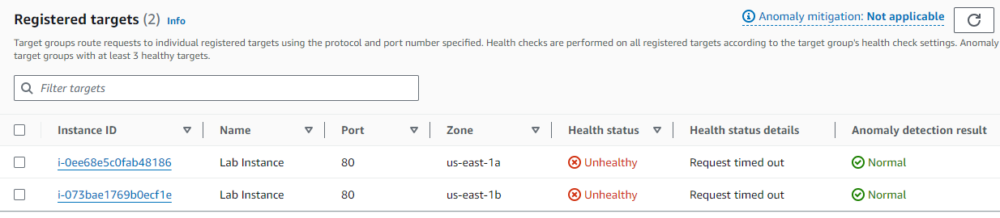 Registered targets (2) Info
Anomaly mitigation: Not applicable
Target groups route requests to individual registered targets using the protocol and port number specified. Health checks are performed on all registered targets according to the target group's health check settings. Anomaly
target groups with at least 3 healthy targets.
Filter targets
Instance ID Name Port Zone Health status Health status details Anomaly detection result
i-0ee68e5c0fab48186 Lab Instance 80 us-east-1a Unhealthy Request timed out Normal
i-073bae1769b0ecf1e Lab Instance 80 us-east-1b Unhealthy Request timed out Normal